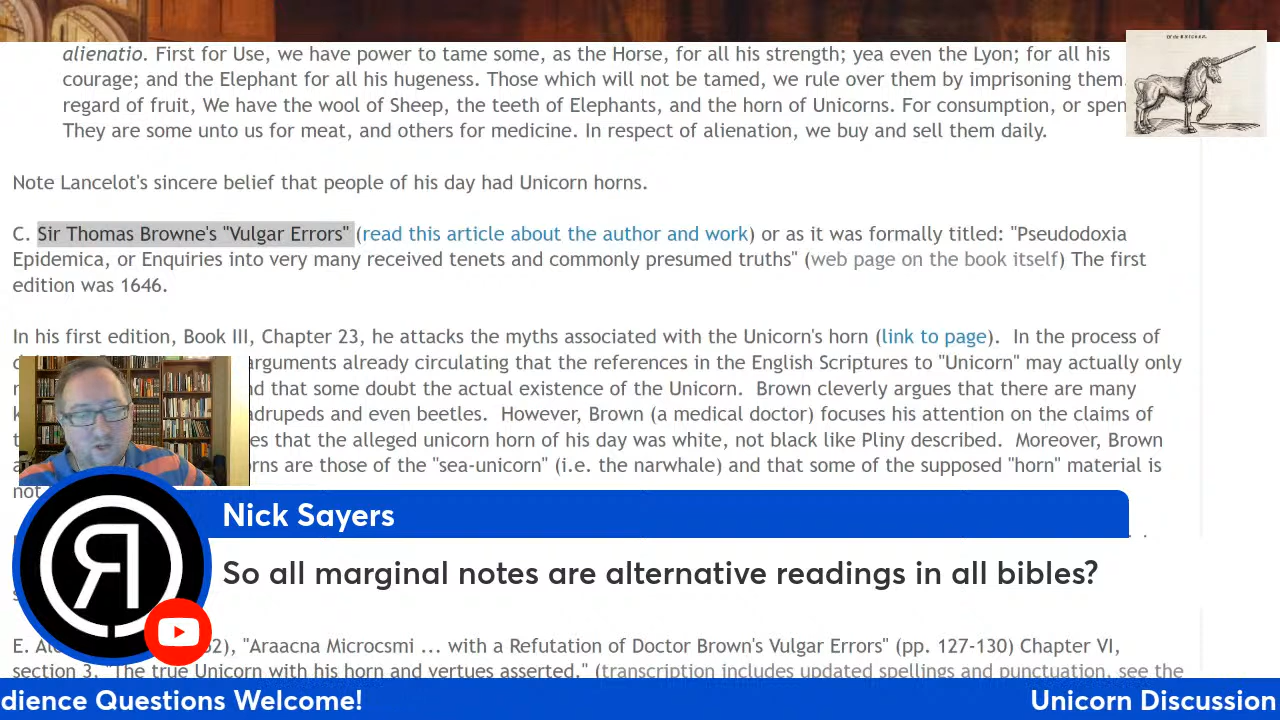 Of the UNICORN.
alienatio. First for Use, we have power to tame some, as the Horse, for all his strength; yea even the Lyon; for all his
courage; and the Elephant for all his hugeness. Those which will not be tamed, we rule over them by imprisoning them.
regard of fruit, We have the wool of Sheep, the teeth of Elephants, and the horn of Unicorns. For consumption, or spen
They are some unto us for meat, and others for medicine. In respect of alienation, we buy and sell them daily.
Note Lancelot's sincere belief that people of his day had Unicorn horns.
C. Sir Thomas Browne's "Vulgar Errors" (read this article about the author and work) or as it was formally titled: "Pseudodoxia
Epidemica, or Enquiries into very many received tenets and commonly presumed truths" (web page on the book itself) The first
edition was 1646.
In his first edition, Book III, Chapter 23, he attacks the myths associated with the Unicorn's horn (link to page). In the process of
arguments already circulating that the references in the English Scriptures to "Unicorn" may actually only
nd that some doubt the actual existence of the Unicorn. Brown cleverly argues that there are many
adrupeds and even beetles. However, Brown (a medical doctor) focuses his attention on the claims of
es that the alleged unicorn horn of his day was white, not black like Pliny described. Moreover, Brown
orns are those of the "sea-unicorn" (i.e. the narwhale) and that some of the supposed "horn" material is
not
Nick Sayers
So all marginal notes are alternative readings in all bibles?
E. 2), "Araacna Microcsmi ... with a Refutation of Doctor Brown's Vulgar Errors" (pp. 127-130) Chapter VI,
section 3. "The true Unicorn with his horn and vertues asserted." (transcription includes updated spellings and punctuation, see the
dience Questions Welcome!
Unicorn Discussion